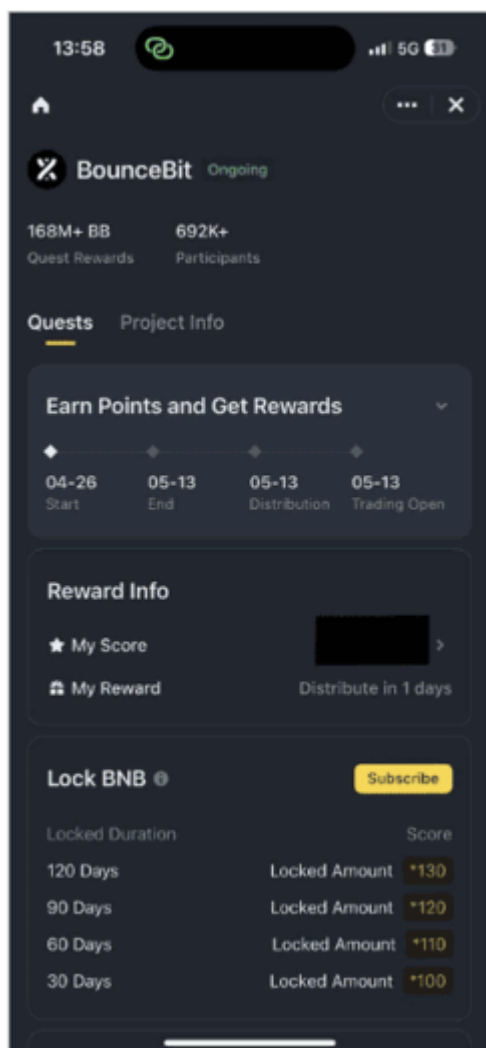 13:58 5G 31
BounceBit Ongoing
168M+ BB 692K+
Quest Rewards Participants
Quests Project Info
Earn Points and Get Rewards
04-26 05-13 05-13 05-13
Start End Distribution Trading Open
Reward Info
My Score
My Reward Distribute in 1 days
Lock BNB Subscribe
Locked Duration Score
120 Days Locked Amount *130
90 Days Locked Amount *120
60 Days Locked Amount *110
30 Days Locked Amount *100